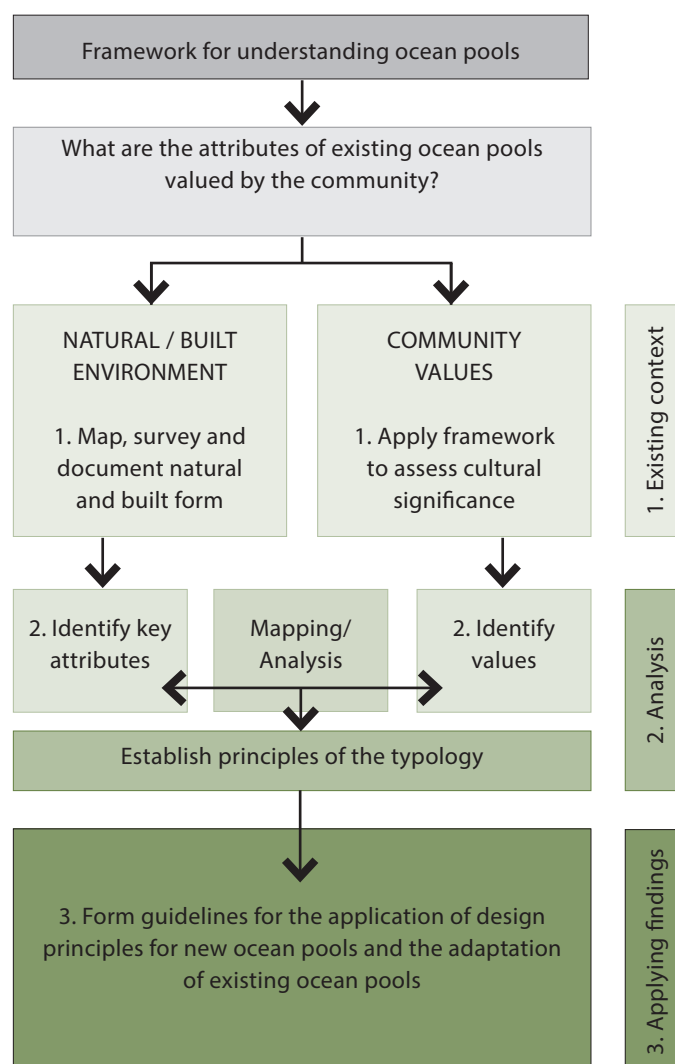 Framework for understanding ocean pools
What are the attributes of existing ocean pools
valued by the community?
NATURAL / BUILT
ENVIRONMENT
1. Map, survey and
document natural
and built form
COMMUNITY
VALUES
1. Apply framework
to assess cultural
significance
1. Existing context
2. Identify key
attributes
Mapping/
Analysis
2. Identify
values
Establish principles of the typology
2. Analysis
3. Form guidelines for the application of design
principles for new ocean pools and the adaptation
of existing ocean pools
3. Applying findings